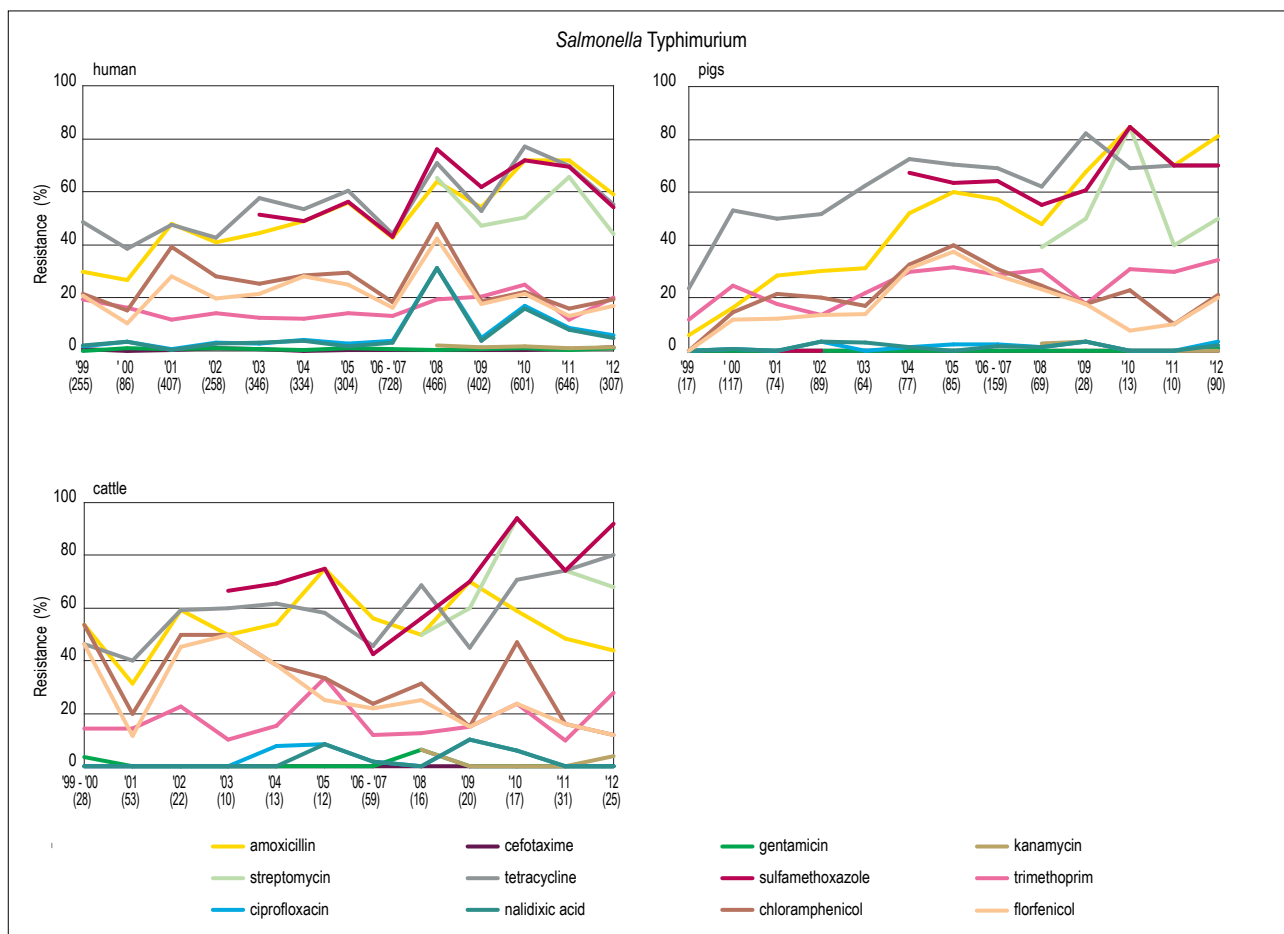 Salmonella Typhimurium
human
Resistance (%)
100
80
60
40
20
0
'99 ' 00 '01 '02 '03 '04 '05 '06 - '07 '08 '09 '10 '11 '12
(255) (86) (407) (258) (346) (334) (304) (728) (466) (402) (601) (646) (307)
pigs
100
80
60
40
20
0
'99 ' 00 '01 '02 '03 '04 '05 '06 - '07 '08 '09 '10 '11 '12
(17) (117) (74) (89) (64) (77) (85) (159) (69) (28) (13) (10) (90)
cattle
Resistance (%)
100
80
60
40
20
0
'99 - '00 '01 '02 '03 '04 '05 '06 - '07 '08 '09 '10 '11 '12
(28) (53) (22) (10) (13) (12) (59) (16) (20) (17) (31) (25)
amoxicillin cefotaxime gentamicin kanamycin
streptomycin tetracycline sulfamethoxazole trimethoprim
ciprofloxacin nalidixic acid chloramphenicol florfenicol